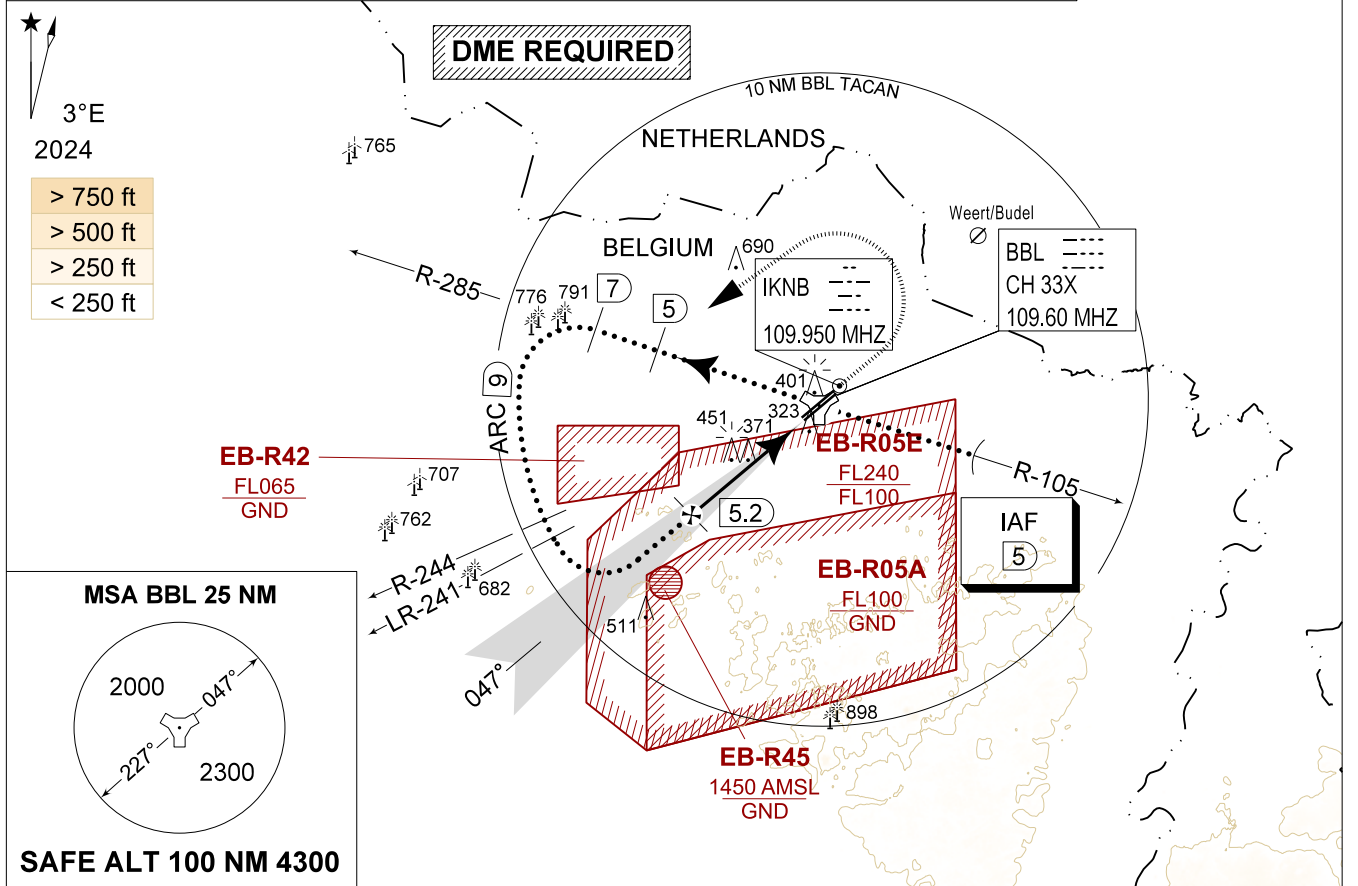 DME REQUIRED
3°E
2024
> 750 ft
> 500 ft
> 250 ft
< 250 ft
765
10 NM BBL TACAN
NETHERLANDS
Weert/Budel
BELGIUM
690
BBL
CH 33X
109.60 MHZ
IKNB
109.950 MHZ
R-285
776
791
7
5
ARC
9
401
323
451
371
EB-R05E
FL240
FL100
R-105
IAF
5
EB-R42
FL065
GND
707
762
5.2
EB-R05A
FL100
GND
R-244
LR-241
682
511
047°
898
EB-R45
1450 AMSL
GND
MSA BBL 25 NM
2000
047°
227°
2300
SAFE ALT 100 NM 4300